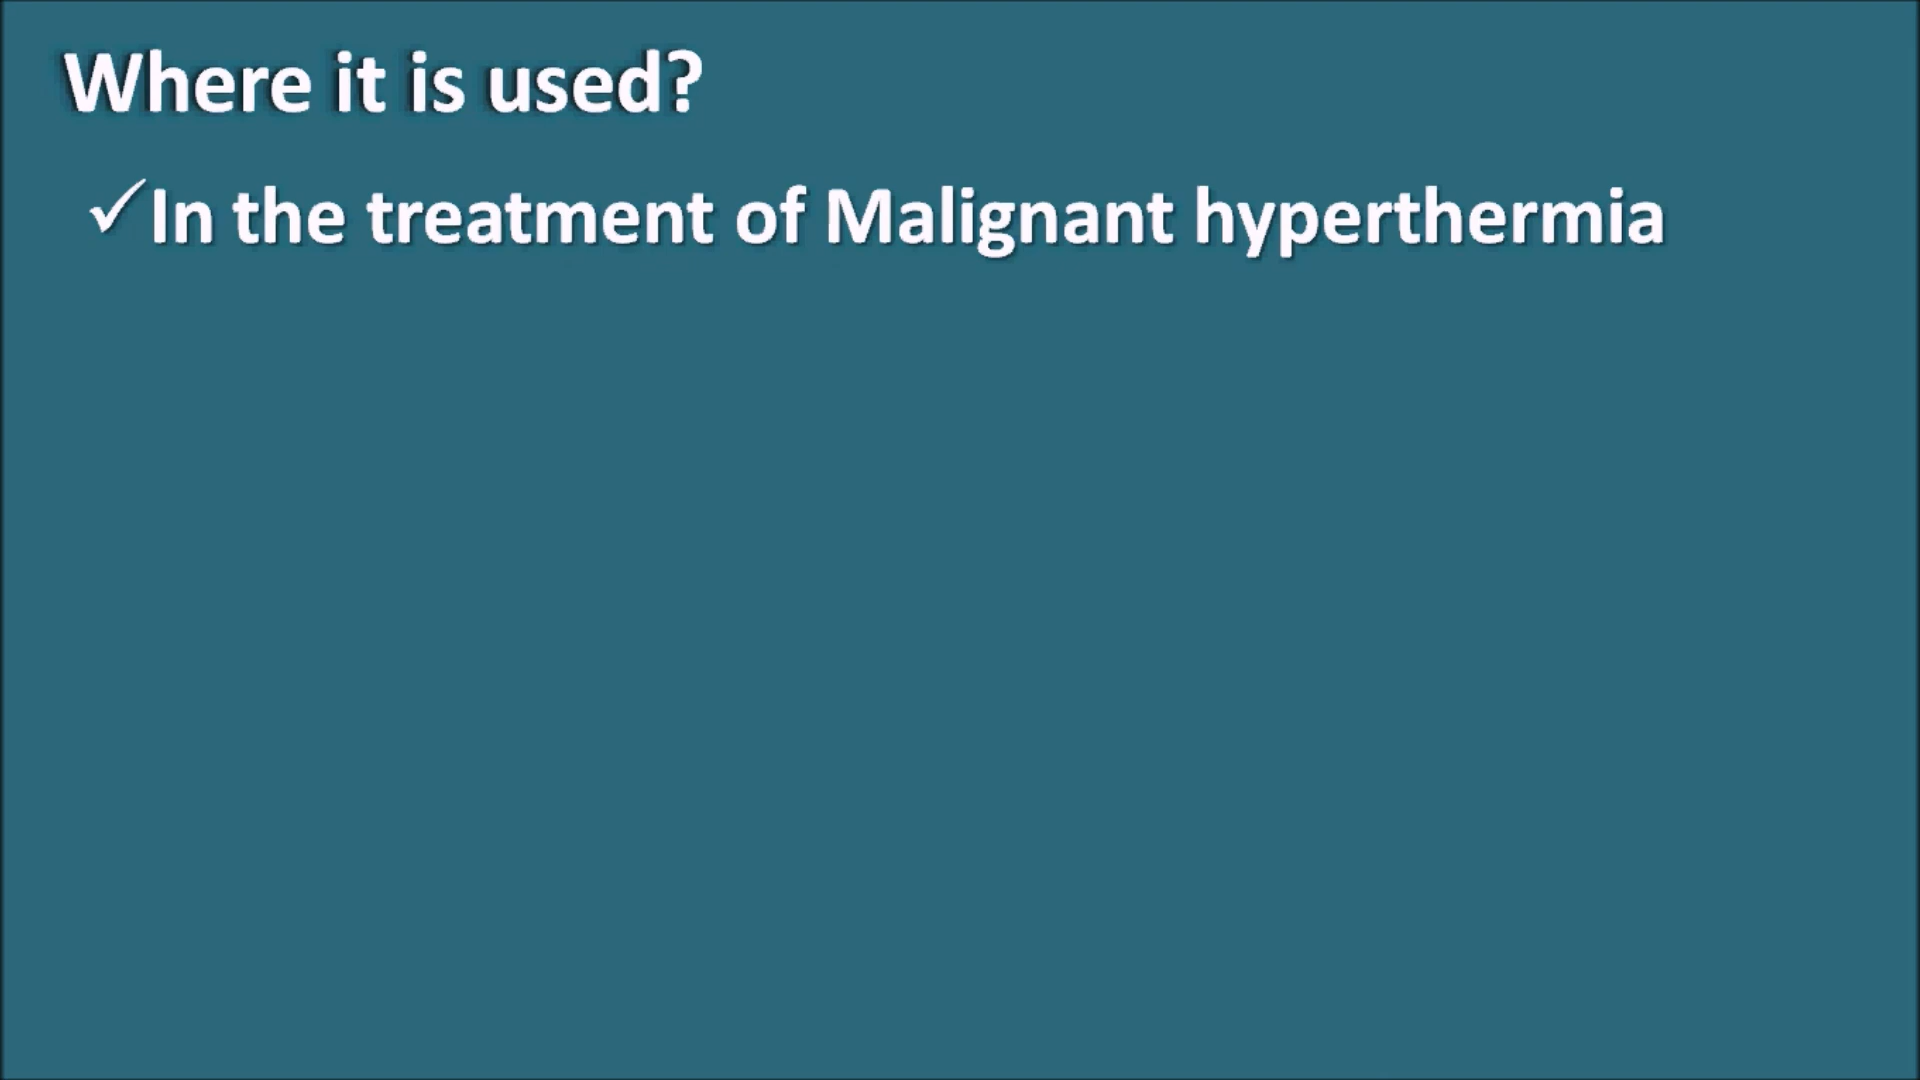 Where it is used?
✓In the treatment of Malignant hyperthermia